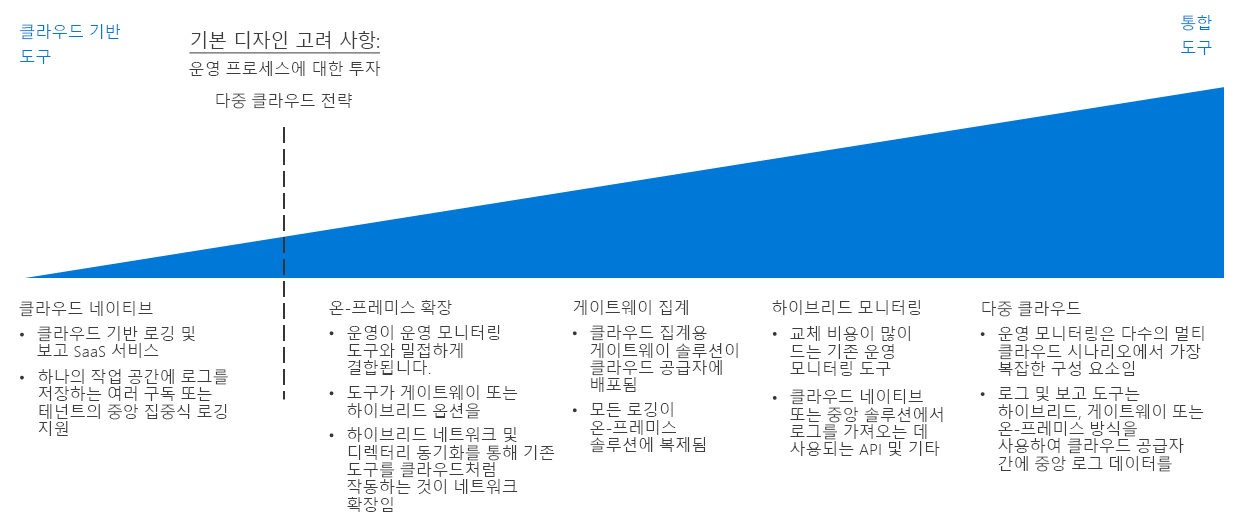 클라우드 기반
도구
기본 디자인 고려 사항:
운영 프로세스에 대한 투자
다중 클라우드 전략
통합
도구
클라우드 네이티브
• 클라우드 기반 로깅 및
보고 SaaS 서비스
• 하나의 작업 공간에 로그를
저장하는 여러 구독 또는
테넌트의 중앙 집중식 로깅
지원
온-프레미스 확장
• 운영이 운영 모니터링
도구와 밀접하게
결합됩니다.
• 도구가 게이트웨이 또는
하이브리드 옵션을
• 하이브리드 네트워크 및
디렉터리 동기화를 통해 기존
도구를 클라우드처럼
작동하는 것이 네트워크
확장임
게이트웨이 집계
• 클라우드 집계용
게이트웨이 솔루션이
클라우드 공급자에
배포됨
• 모든 로깅이
온-프레미스
솔루션에 복제됨
하이브리드 모니터링
• 교체 비용이 많이
드는 기존 운영
모니터링 도구
• 클라우드 네이티브
또는 중앙 솔루션에서
로그를 가져오는 데
사용되는 API 및 기타
다중 클라우드
• 운영 모니터링은 다수의 멀티
클라우드 시나리오에서 가장
복잡한 구성 요소임
• 로그 및 보고 도구는
하이브리드, 게이트웨이 또는
온-프레미스 방식을
사용하여 클라우드 공급자
간에 중앙 로그 데이터를